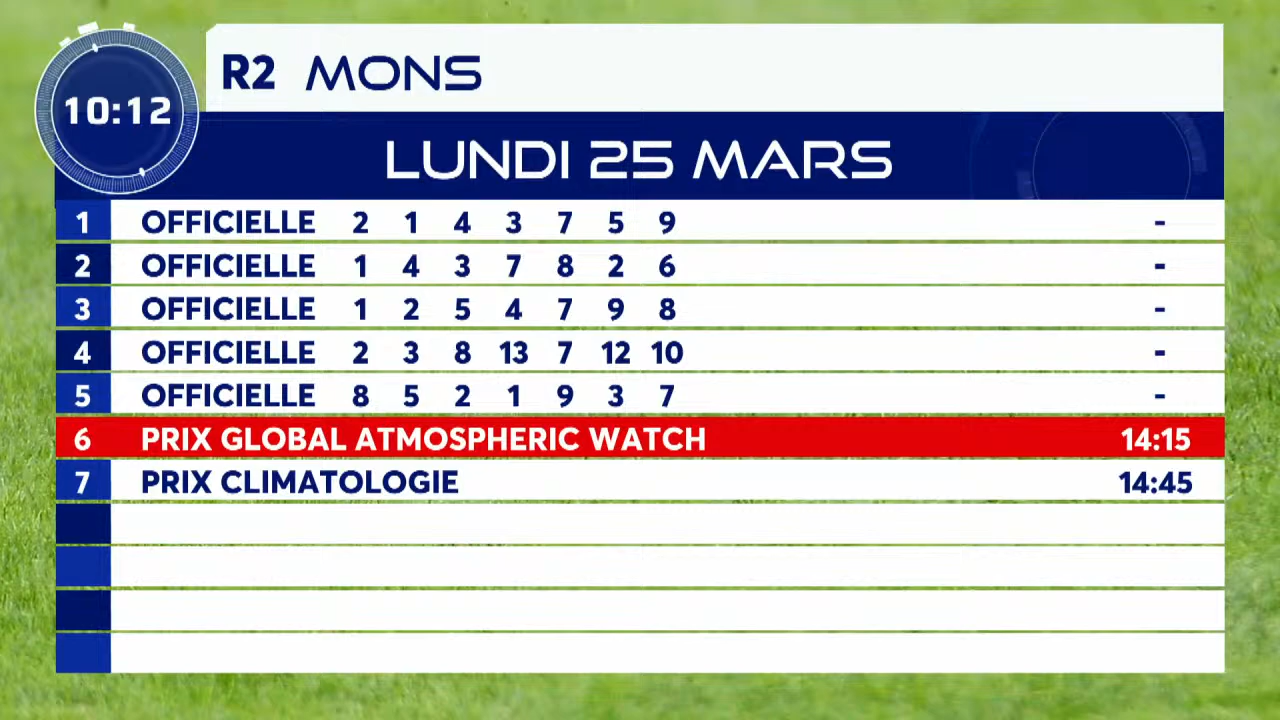 R2 MONS
10:12
LUNDI 25 MARS
1 OFFICIELLE 2 1 4 3 7 5 9 -
2 OFFICIELLE 1 4 3 7 8 2 6 -
3 OFFICIELLE 1 2 5 4 7 9 8 -
4 OFFICIELLE 2 3 8 13 7 12 10 -
5 OFFICIELLE 8 5 2 1 9 3 7 -
6 PRIX GLOBAL ATMOSPHERIC WATCH 14:15
7 PRIX CLIMATOLOGIE 14:45